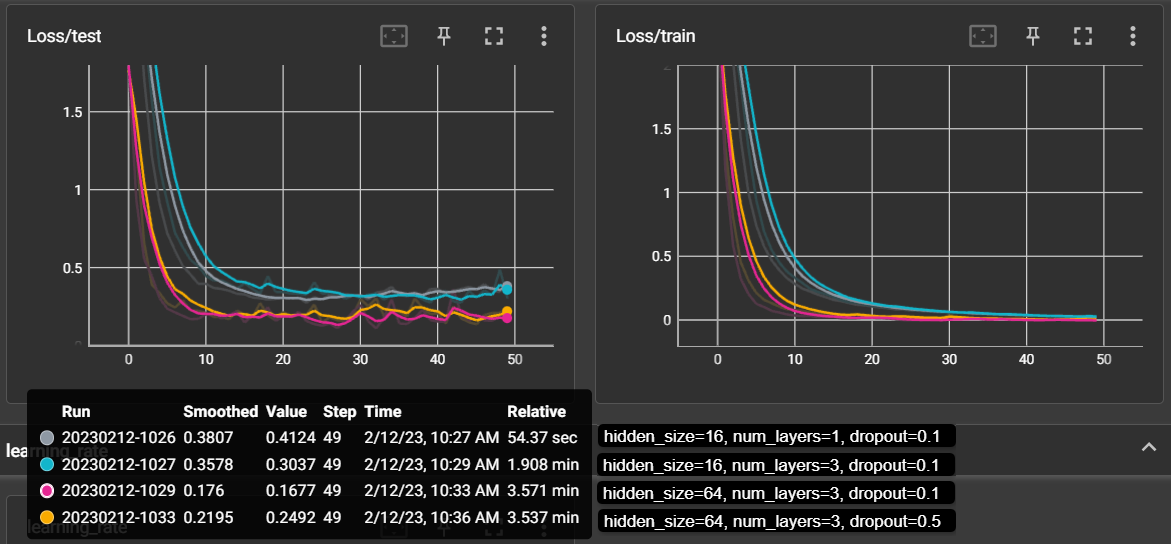 Loss/test
1.5
1
0.5
0
0 10 20 30 40 50
Loss/train
2
1.5
1
0.5
0
0 10 20 30 40 50
Run Smoothed Value Step Time Relative
20230212-1026 0.3807 0.4124 49 2/12/23, 10:27 AM 54.37 sec hidden_size=16, num_layers=1, dropout=0.1
20230212-1027 0.3578 0.3037 49 2/12/23, 10:29 AM 1.908 min hidden_size=16, num_layers=3, dropout=0.1
20230212-1029 0.176 0.1677 49 2/12/23, 10:33 AM 3.571 min hidden_size=64, num_layers=3, dropout=0.1
20230212-1033 0.2195 0.2492 49 2/12/23, 10:36 AM 3.537 min hidden_size=64, num_layers=3, dropout=0.5
learning_rate
learning_rate